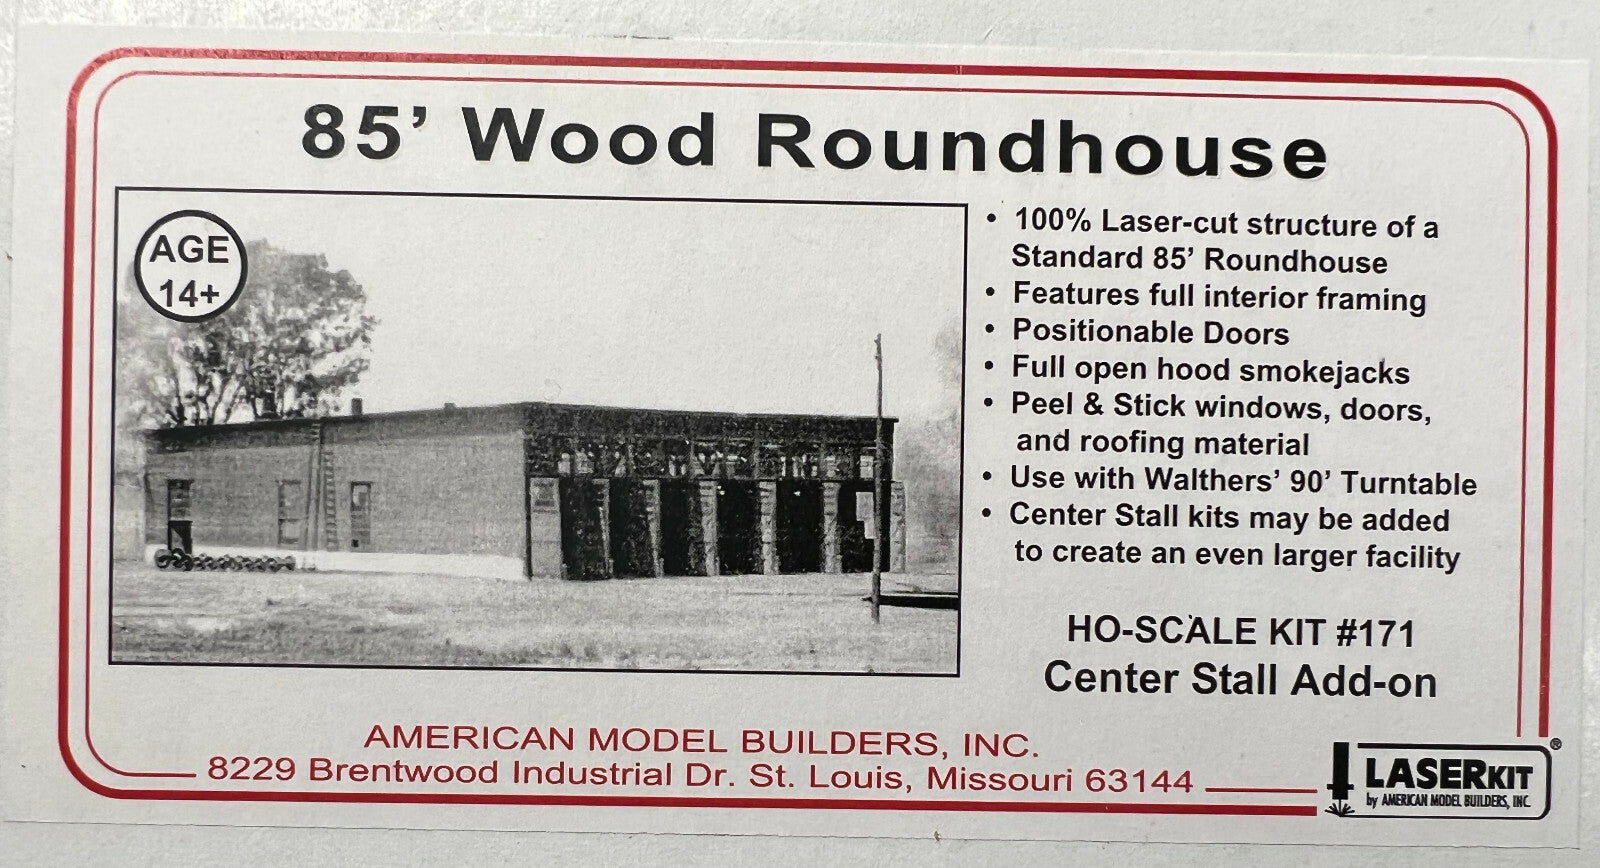 85’ Wood Roundhouse
AGE
14+
• 100% Laser-cut structure of a
Standard 85’ Roundhouse
• Features full interior framing
• Positionable Doors
• Full open hood smokejacks
• Peel & Stick windows, doors,
and roofing material
• Use with Walthers’ 90’ Turntable
• Center Stall kits may be added
to create an even larger facility
HO-SCALE KIT #171
Center Stall Add-on
AMERICAN MODEL BUILDERS, INC.
8229 Brentwood Industrial Dr. St. Louis, Missouri 63144
LASERKIT®
by AMERICAN MODEL BUILDERS, INC.